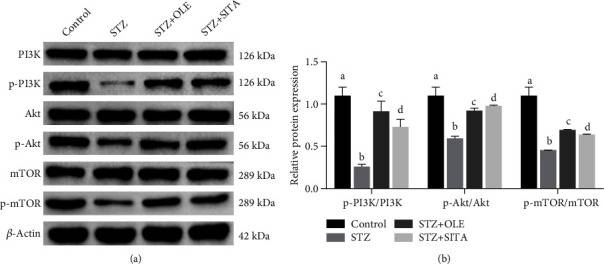 Control STZ STZ+OLE STZ+SITA
PI3K 126 kDa
p-PI3K 126 kDa
Akt 56 kDa
p-Akt 56 kDa
mTOR 289 kDa
p-mTOR 289 kDa
β-Actin 42 kDa
(a)
Relative protein expression
1.5
1.0
0.5
0.0
a b c d
a b c d
a b c d
p-PI3K/PI3K p-Akt/Akt p-mTOR/mTOR
Control STZ+OLE
STZ STZ+SITA
(b)